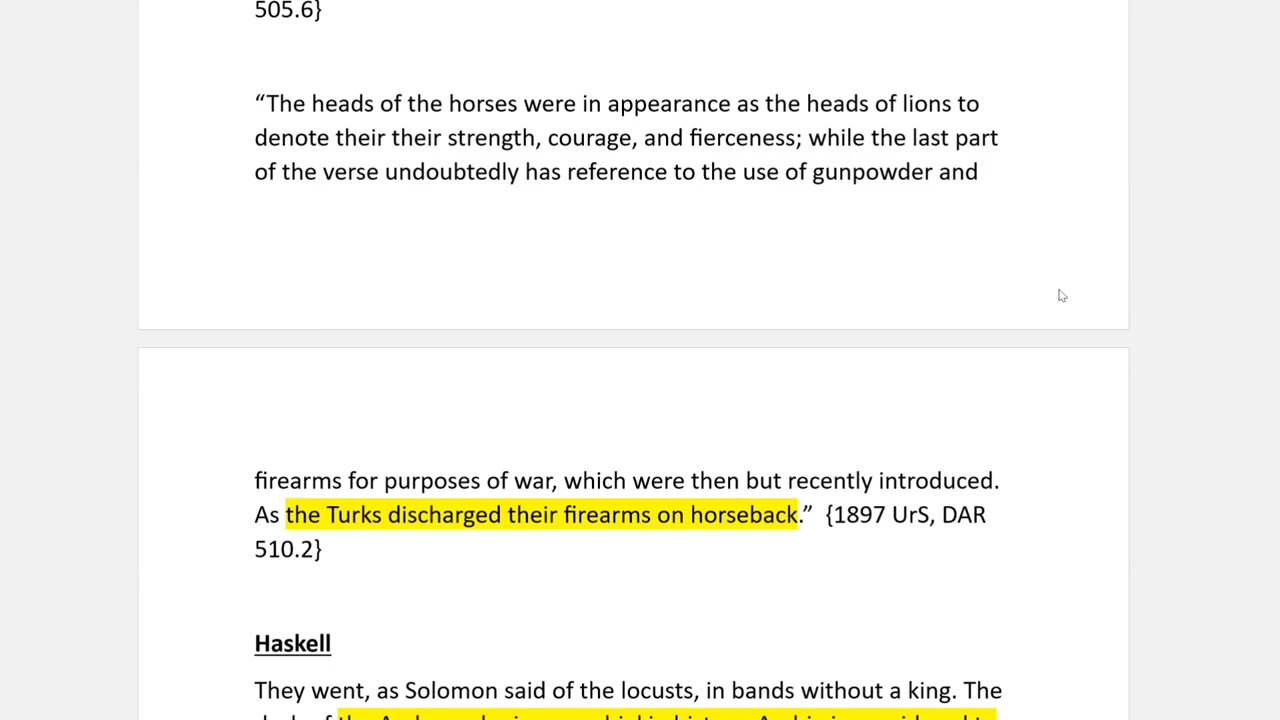 505.6}
“The heads of the horses were in appearance as the heads of lions to
denote their their strength, courage, and fierceness; while the last part
of the verse undoubtedly has reference to the use of gunpowder and
firearms for purposes of war, which were then but recently introduced.
As the Turks discharged their firearms on horseback.” {1897 UrS, DAR
510.2}
Haskell
They went, as Solomon said of the locusts, in bands without a king. The